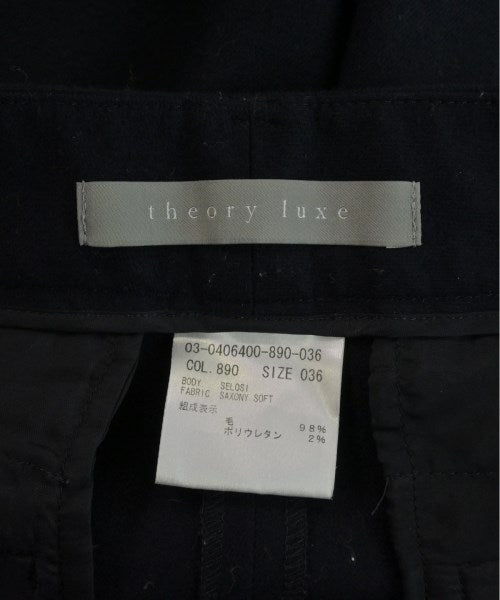 theory luxe
03-0406400-890-036
COL. 890 SIZE 036
BODY SELOSI
FABRIC SAXONY SOFT
組成表示
毛 98%
ポリウレタン 2%